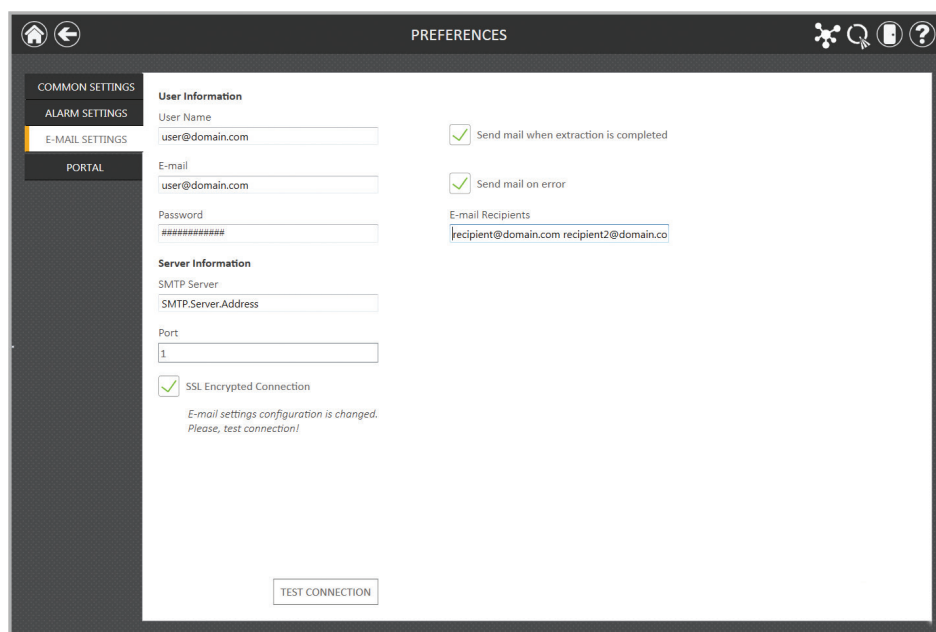 PREFERENCES
?
COMMON SETTINGS
ALARM SETTINGS
E-MAIL SETTINGS
PORTAL
User Information
User Name
user@domain.com
E-mail
user@domain.com
Password
############
Server Information
SMTP Server
SMTP.Server.Address
Port
1
SSL Encrypted Connection
E-mail settings configuration is changed.
Please, test connection!
TEST CONNECTION
Send mail when extraction is completed
Send mail on error
E-mail Recipients
recipient@domain.com recipient2@domain.co